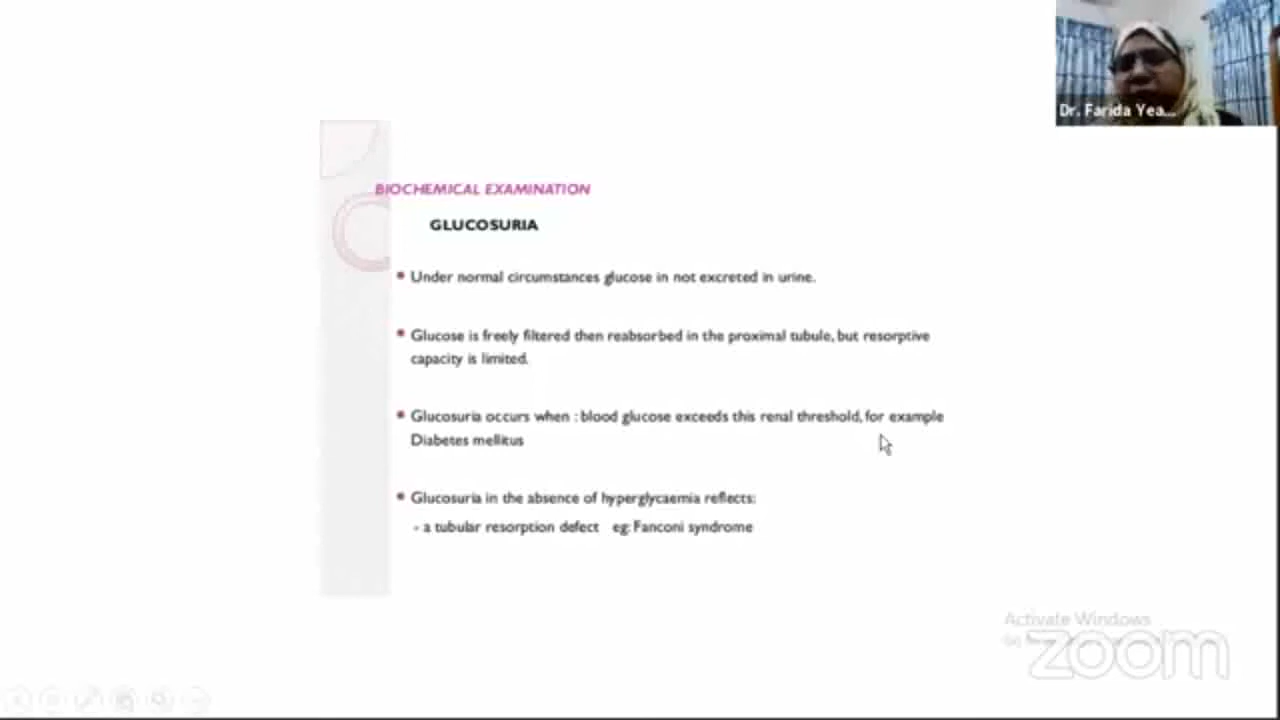 Dr. Farida Yea...
BIOCHEMICAL EXAMINATION
GLUCOSURIA
• Under normal circumstances glucose in not excreted in urine.
• Glucose is freely filtered then reabsorbed in the proximal tubule, but resorptive
capacity is limited.
• Glucosuria occurs when : blood glucose exceeds this renal threshold, for example
Diabetes mellitus
• Glucosuria in the absence of hyperglycaemia reflects:
- a tubular resorption defect eg: Fanconi syndrome
Activate Windows
zoom